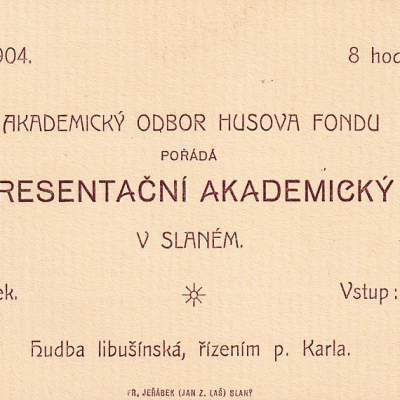 904. 8 hod
AKADEMICKÝ ODBOR HUSOVA FONDU
POŘÁDÁ
RESENTAČNÍ AKADEMICKÝ
V SLANÉM.
ek. Vstup:
Hudba libušínská, řízením p. Karla.
FR. JEŘÁBEK (JAN Z. LAŠ) SLANÝ